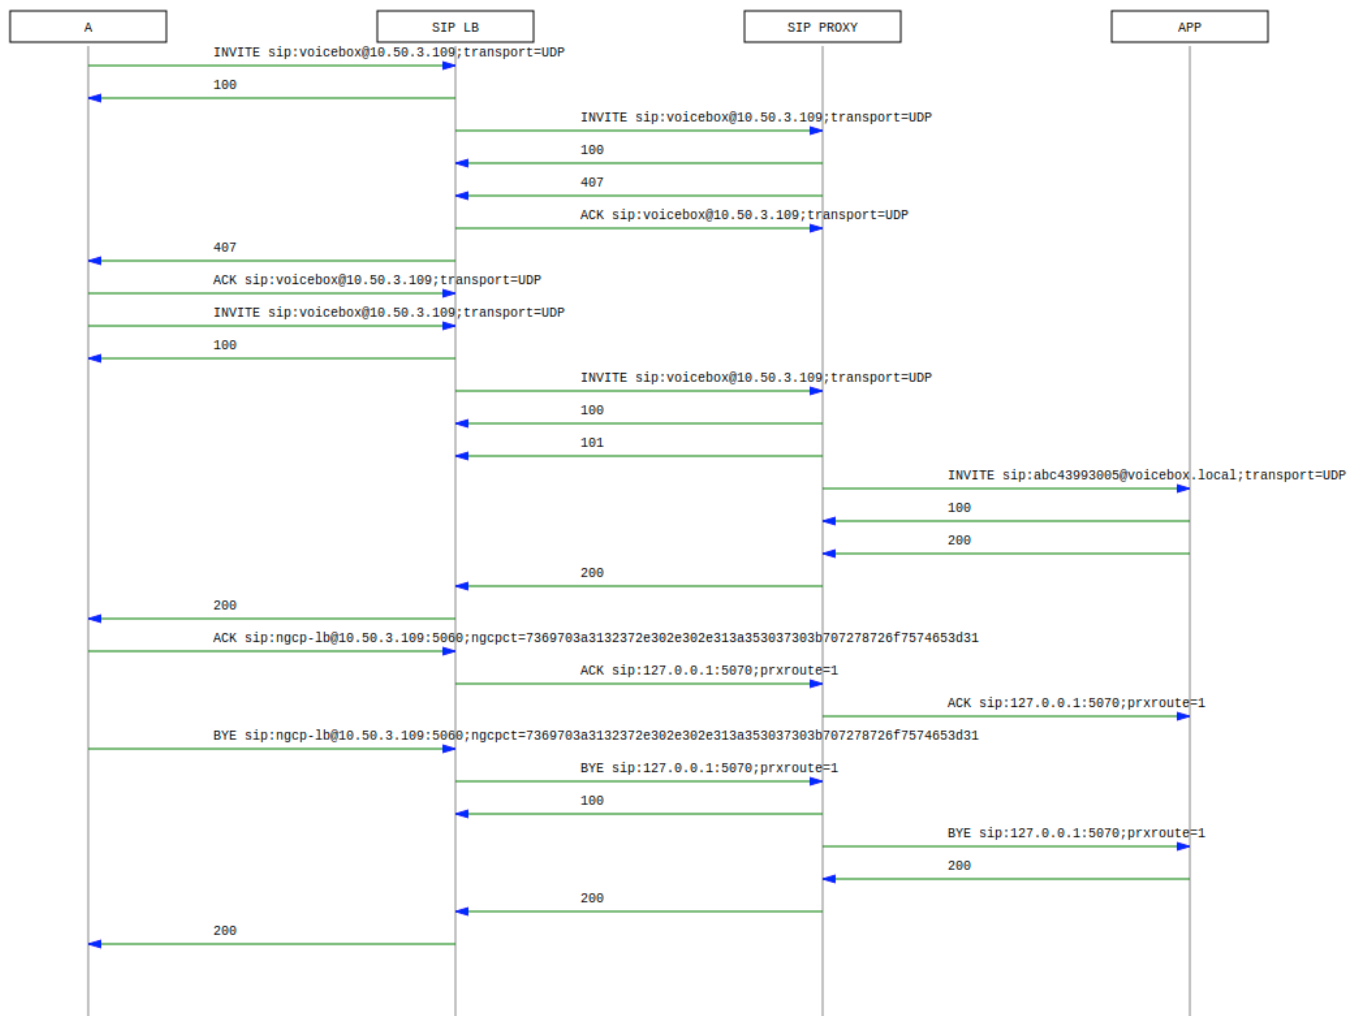 A
SIP LB
SIP PROXY
APP
INVITE sip:voicebox@10.50.3.109;transport=UDP
100
INVITE sip:voicebox@10.50.3.109;transport=UDP
100
407
ACK sip:voicebox@10.50.3.109;transport=UDP
407
ACK sip:voicebox@10.50.3.109;transport=UDP
INVITE sip:voicebox@10.50.3.109;transport=UDP
100
INVITE sip:voicebox@10.50.3.109;transport=UDP
100
101
INVITE sip:abc43993005@voicebox.local;transport=UDP
100
200
200
200
ACK sip:ngcp-lb@10.50.3.109:5060;ngcpct=7369703a3132372e302e302e313a353037303b707278726f7574653d31
ACK sip:127.0.0.1:5070;prxroute=1
ACK sip:127.0.0.1:5070;prxroute=1
BYE sip:ngcp-lb@10.50.3.109:5060;ngcpct=7369703a3132372e302e302e313a353037303b707278726f7574653d31
BYE sip:127.0.0.1:5070;prxroute=1
100
BYE sip:127.0.0.1:5070;prxroute=1
200
200
200